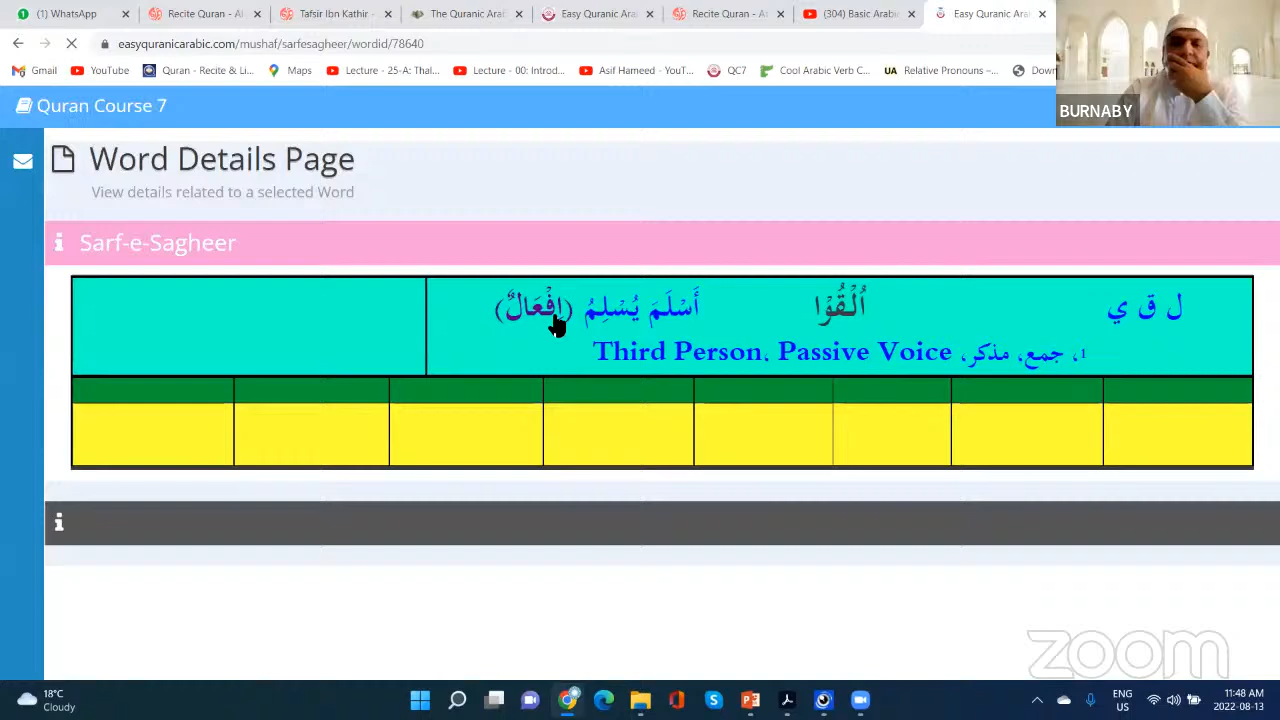 (1) WhatsApp
Recite Quran - Al
Tafsir Ibn Kathir -
The Quranic Arab
Easy Quranic Ara
Recite Quran - A
(304) Basic Arabic
Easy Quranic Ara
easyquranicarabic.com/mushaf/sarfesagheer/wordid/78640
Gmail
YouTube
Quran - Recite & Li...
Maps
Lecture - 25-A: Thal...
Lecture - 00: Introd...
Asif Hameed - YouT...
QC7
Cool Arabic Verb C...
UA Relative Pronouns –...
Down
BURNABY
Quran Course 7
Word Details Page
View details related to a selected Word
Sarf-e-Sagheer
ل ق ي اُلْقُوْا أَسْلَمَ يُسْلِمُ (اِفْعَالٌ)
1، جمع، مذكر، Third Person، Passive Voice
zoom
18°C
Cloudy
ENG
US
11:48 AM
2022-08-13